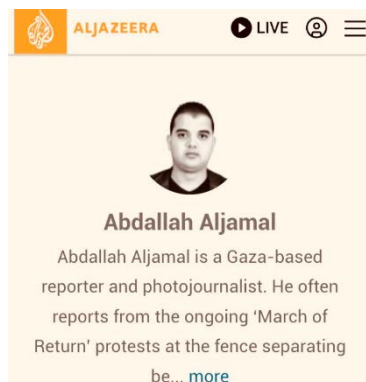 ALJAZEERA LIVE
Abdallah Aljamal
Abdallah Aljamal is a Gaza-based
reporter and photojournalist. He often
reports from the ongoing ‘March of
Return’ protests at the fence separating
be... more